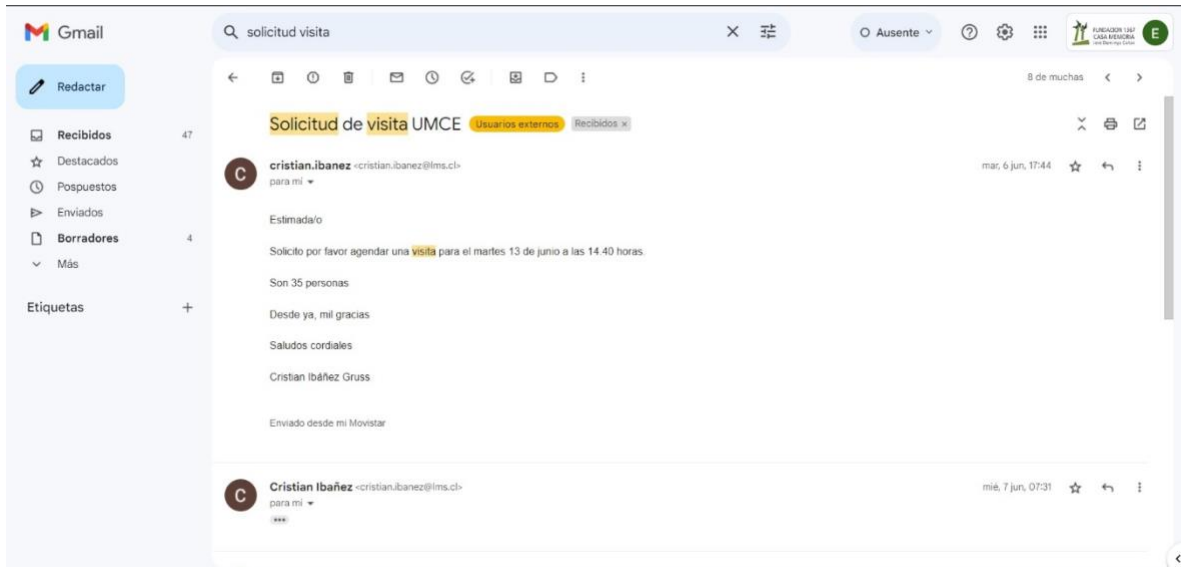 Gmail
solicitud visita
Ausente
FUNDACION 1367
CASA MEMORIA
E
Redactar
8 de muchas
Recibidos 47
Destacados
Pospuestos
Enviados
Borradores 4
Más
Etiquetas
Solicitud de visita UMCE Usuarios externos Recibidos x
C
cristian.ibanez <cristian.ibanez@lms.cl> mar, 6 jun, 17:44
para mí
Estimada/o
Solicito por favor agendar una visita para el martes 13 de junio a las 14.40 horas.
Son 35 personas
Desde ya, mil gracias
Saludos cordiales
Cristian Ibáñez Gruss
Enviado desde mi Movistar
C
Cristian Ibañez <cristian.ibanez@lms.cl> mié, 7 jun, 07:31
para mí